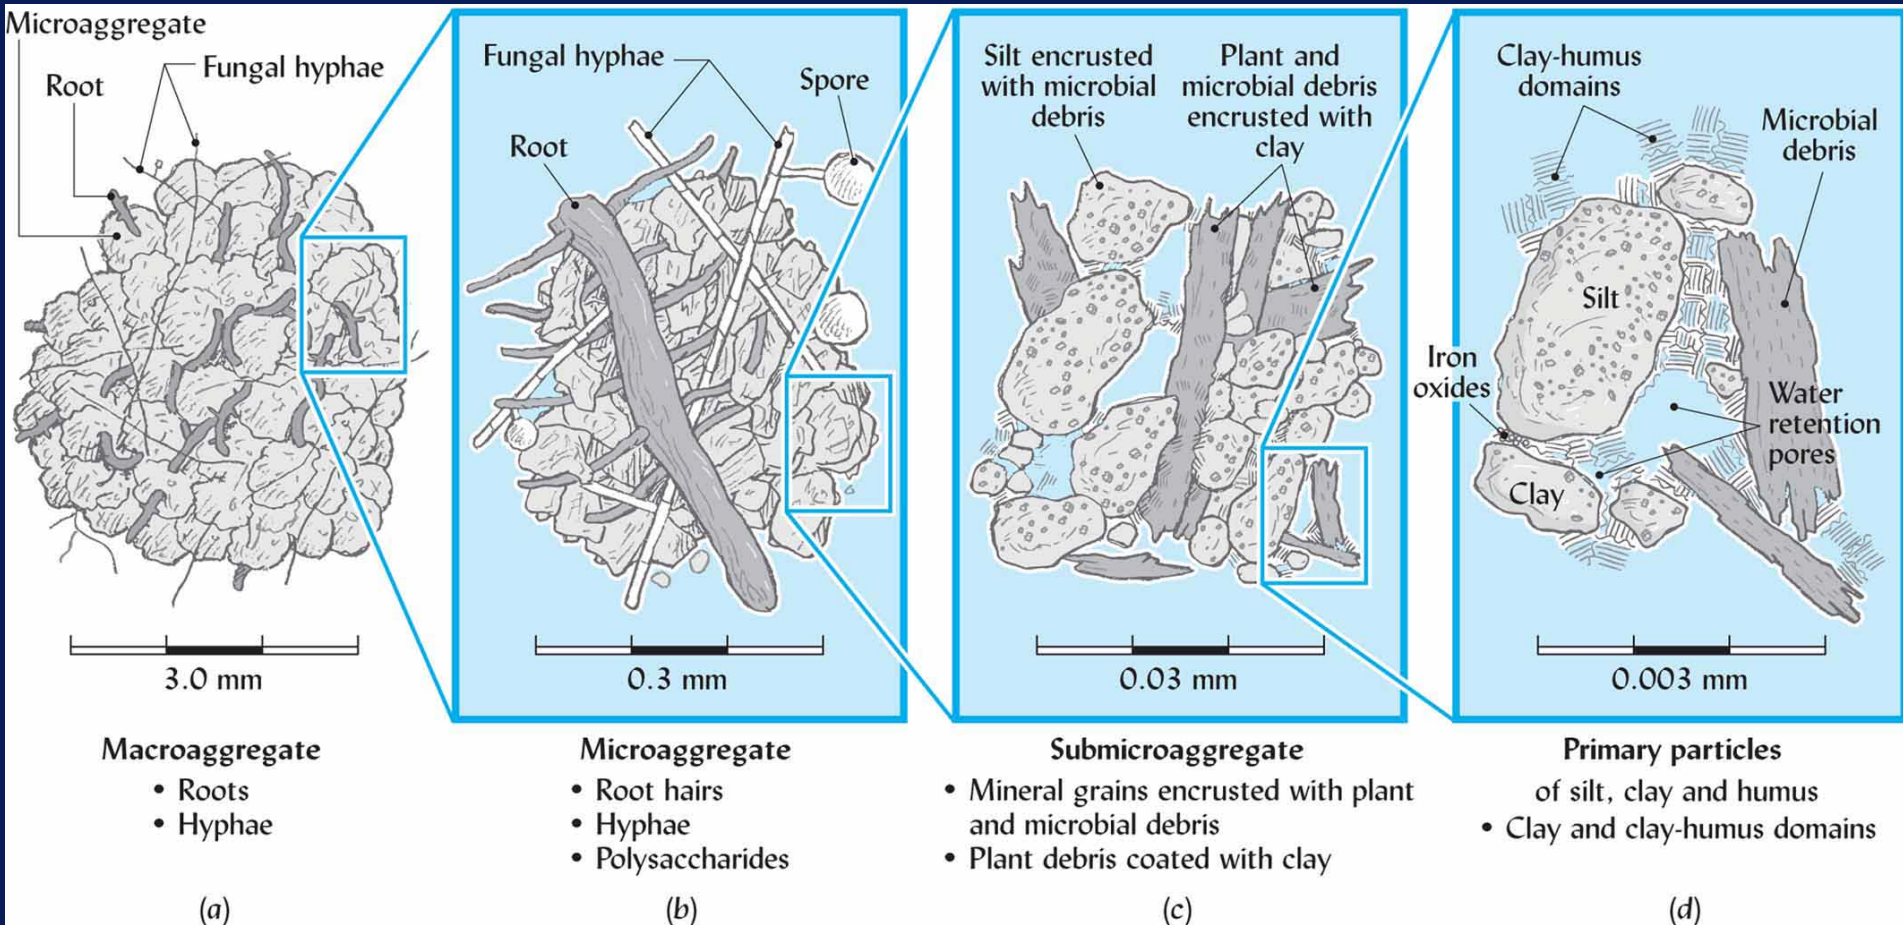 Microaggregate
Root
Fungal hyphae
3.0 mm
Macroaggregate
• Roots
• Hyphae
(a)
Fungal hyphae
Spore
Root
0.3 mm
Microaggregate
• Root hairs
• Hyphae
• Polysaccharides
(b)
Silt encrusted
with microbial
debris
Plant and
microbial debris
encrusted with
clay
0.03 mm
Submicroaggregate
• Mineral grains encrusted with plant
and microbial debris
• Plant debris coated with clay
(c)
Clay-humus
domains
Microbial
debris
Silt
Iron
oxides
Water
retention
pores
Clay
0.003 mm
Primary particles
of silt, clay and humus
• Clay and clay-humus domains
(d)